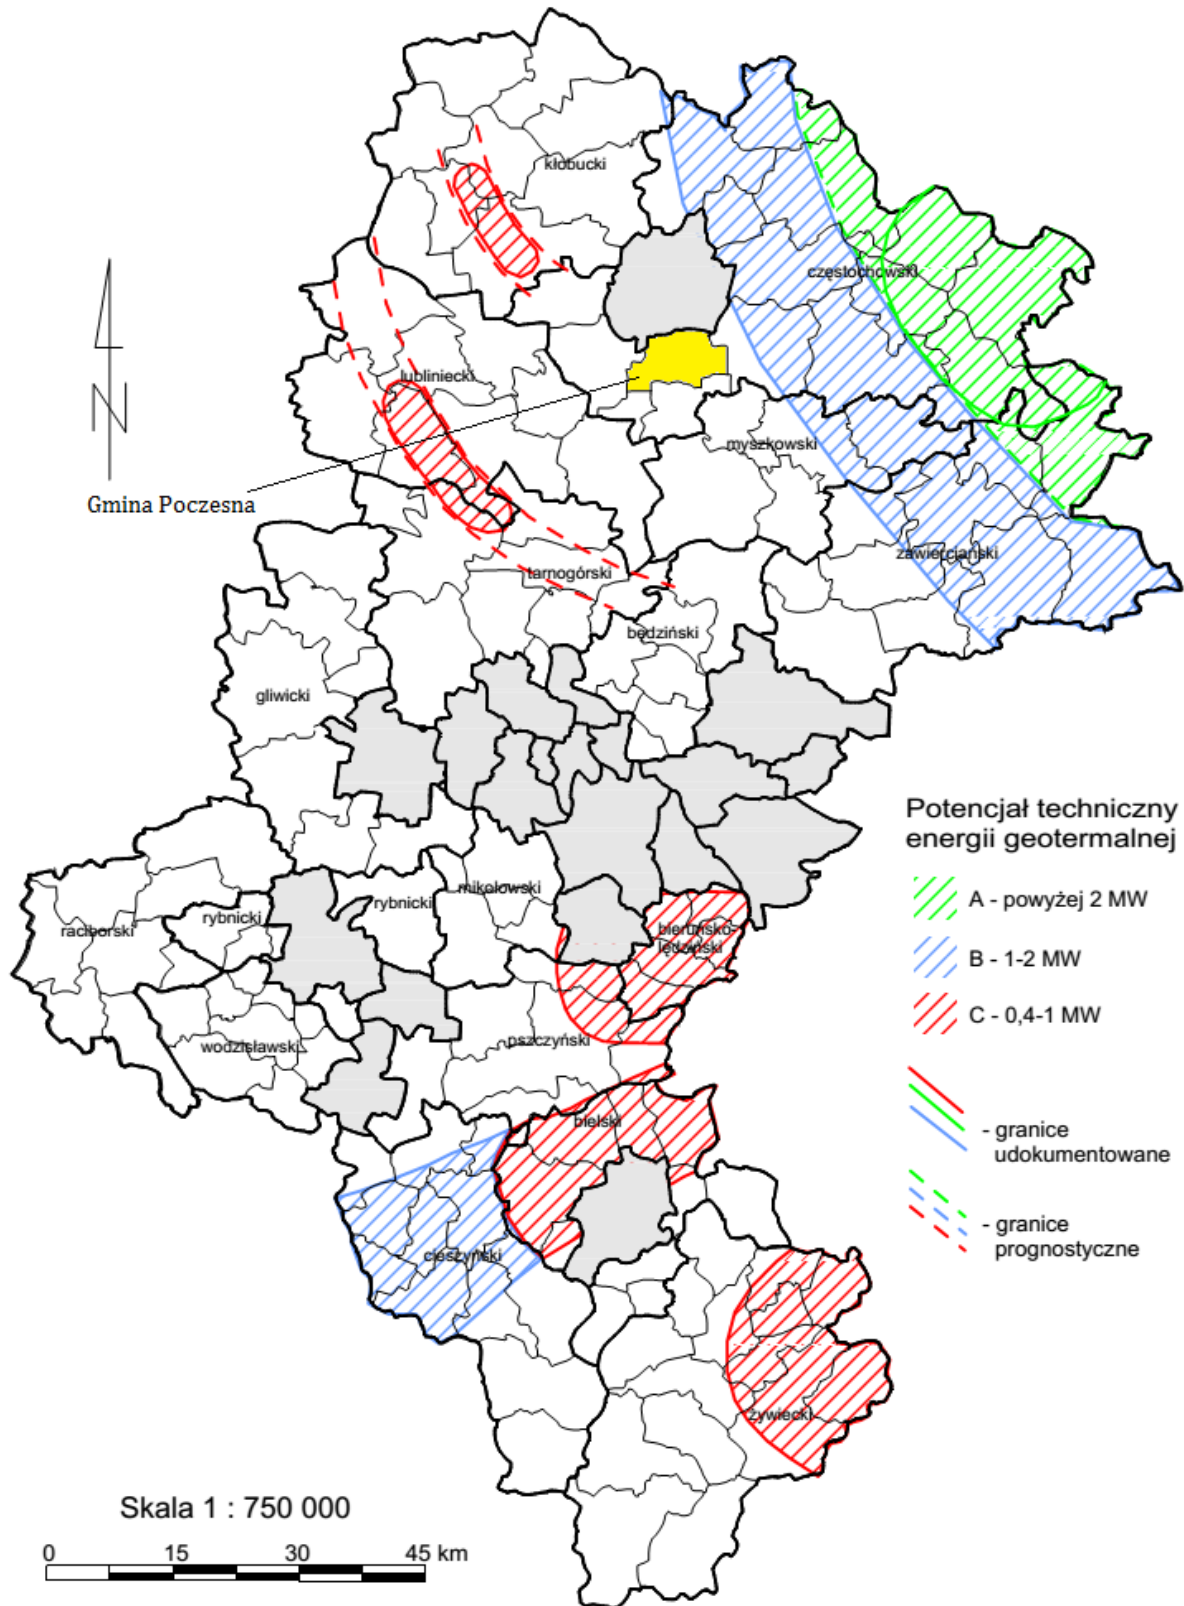 kłobucki
częstochowski
lubliniecki
myszkowski
N
Gmina Poczesna
zawierciański
tarnogórski
będziński
gliwicki
Potencjał techniczny
energii geotermalnej
A - powyżej 2 MW
B - 1-2 MW
C - 0,4-1 MW
mikołowski
rybnicki
rybnicki
raciborski
bieruńsko-
lędziński
pszczyński
wodzisławski
bielski
- granice
udokumentowane
- granice
prognostyczne
cieszyński
żywiecki
Skala 1 : 750 000
0 15 30 45 km